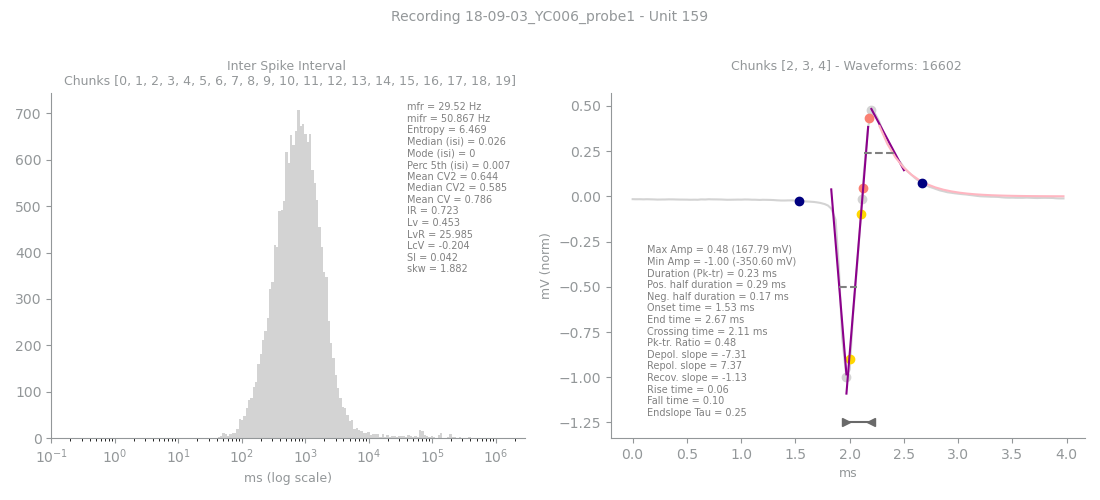 Recording 18-09-03_YC006_probe1 - Unit 159
Inter Spike Interval
Chunks [0, 1, 2, 3, 4, 5, 6, 7, 8, 9, 10, 11, 12, 13, 14, 15, 16, 17, 18, 19]
700
600
500
400
300
200
100
0
mfr = 29.52 Hz
mifr = 50.867 Hz
Entropy = 6.469
Median (isi) = 0.026
Mode (isi) = 0
Perc 5th (isi) = 0.007
Mean CV2 = 0.644
Median CV2 = 0.585
Mean CV = 0.786
IR = 0.723
Lv = 0.453
LvR = 25.985
LcV = -0.204
SI = 0.042
skw = 1.882
10⁻¹ 10⁰ 10¹ 10² 10³ 10⁴ 10⁵ 10⁶
ms (log scale)
Chunks [2, 3, 4] - Waveforms: 16602
mV (norm)
0.50
0.25
0.00
−0.25
−0.50
−0.75
−1.00
−1.25
Max Amp = 0.48 (167.79 mV)
Min Amp = -1.00 (-350.60 mV)
Duration (Pk-tr) = 0.23 ms
Pos. half duration = 0.29 ms
Neg. half duration = 0.17 ms
Onset time = 1.53 ms
End time = 2.67 ms
Crossing time = 2.11 ms
Pk-tr. Ratio = 0.48
Depol. slope = -7.31
Repol. slope = 7.37
Recov. slope = -1.13
Rise time = 0.06
Fall time = 0.10
Endslope Tau = 0.25
0.0 0.5 1.0 1.5 2.0 2.5 3.0 3.5 4.0
ms